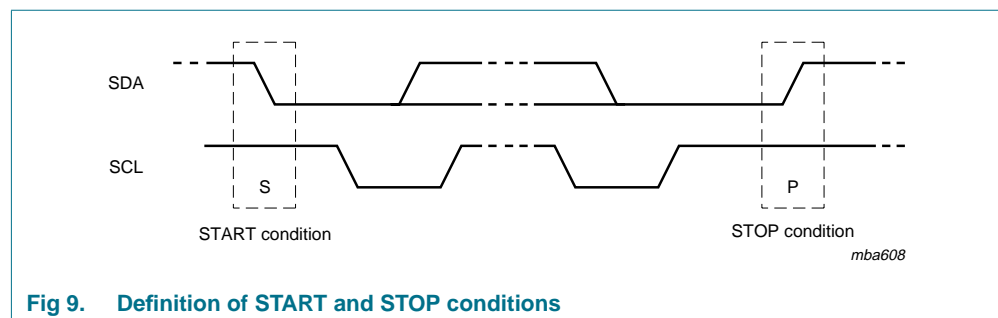 SDA
SCL
S
P
START condition
STOP condition
mba608
Fig 9. Definition of START and STOP conditions